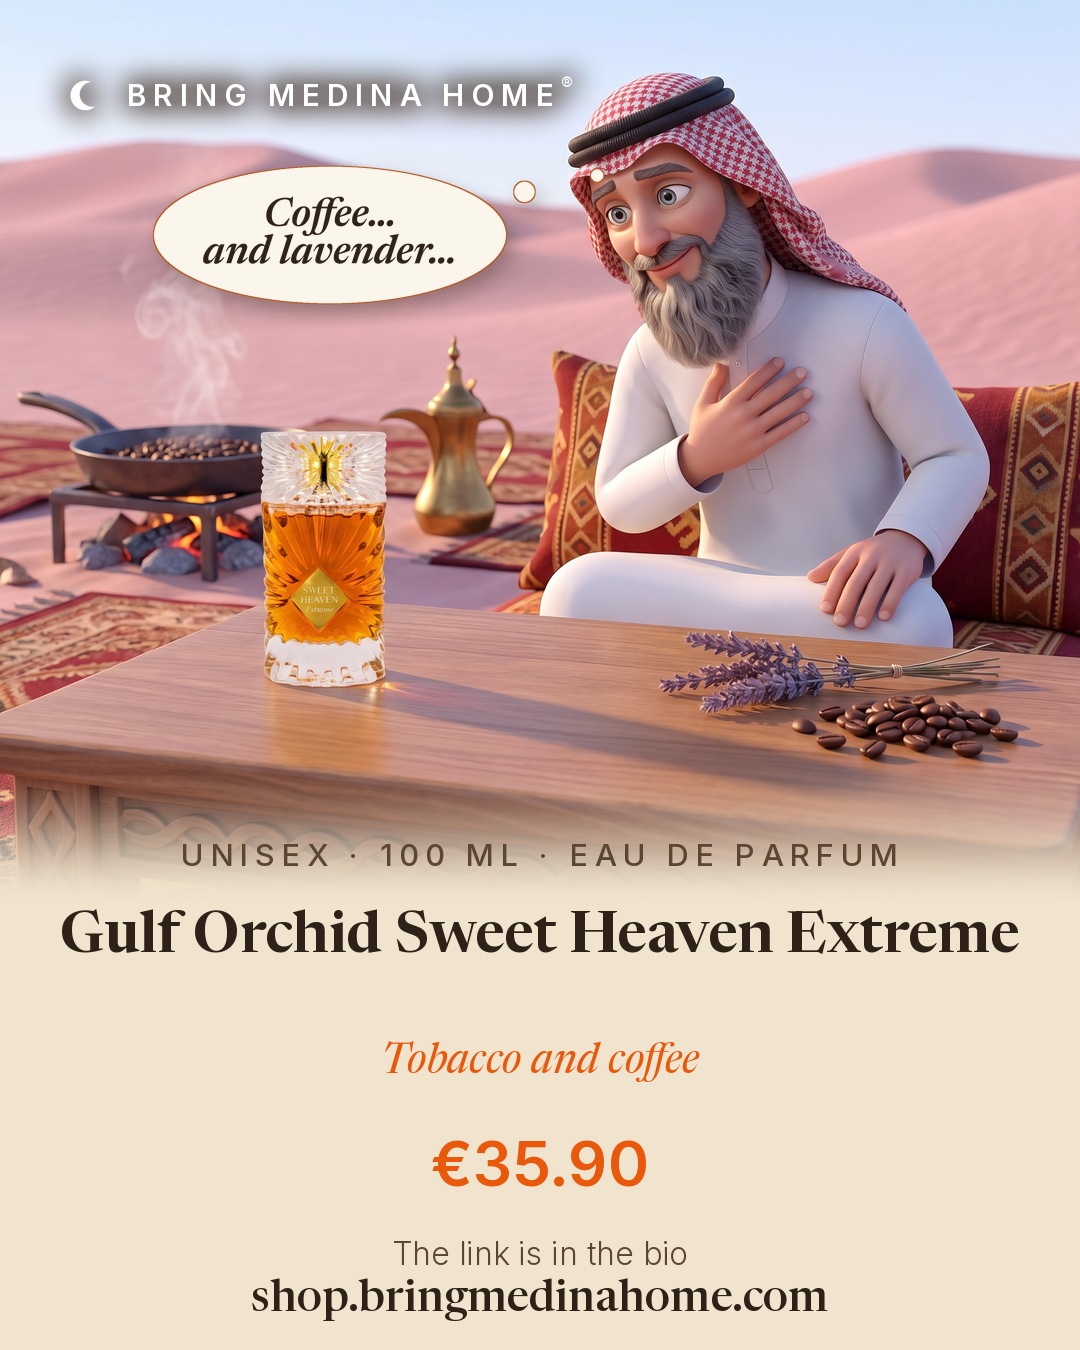 BRING MEDINA HOME®
Coffee...
and lavender...
SWEET
HEAVEN
Extreme
UNISEX · 100 ML · EAU DE PARFUM
Gulf Orchid Sweet Heaven Extreme
Tobacco and coffee
€35.90
The link is in the bio
shop.bringmedinahome.com